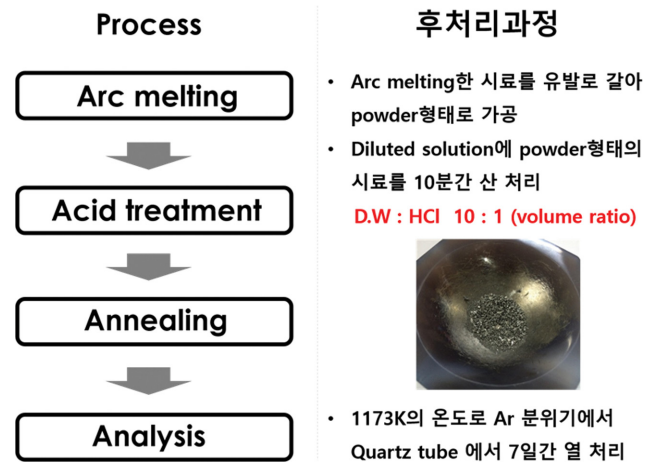 Process
Arc melting
Acid treatment
Annealing
Analysis
후처리과정
• Arc melting한 시료를 유발로 갈아
powder형태로 가공
• Diluted solution에 powder형태의
시료를 10분간 산 처리
D.W : HCl 10 : 1 (volume ratio)
• 1173K의 온도로 Ar 분위기에서
Quartz tube 에서 7일간 열 처리